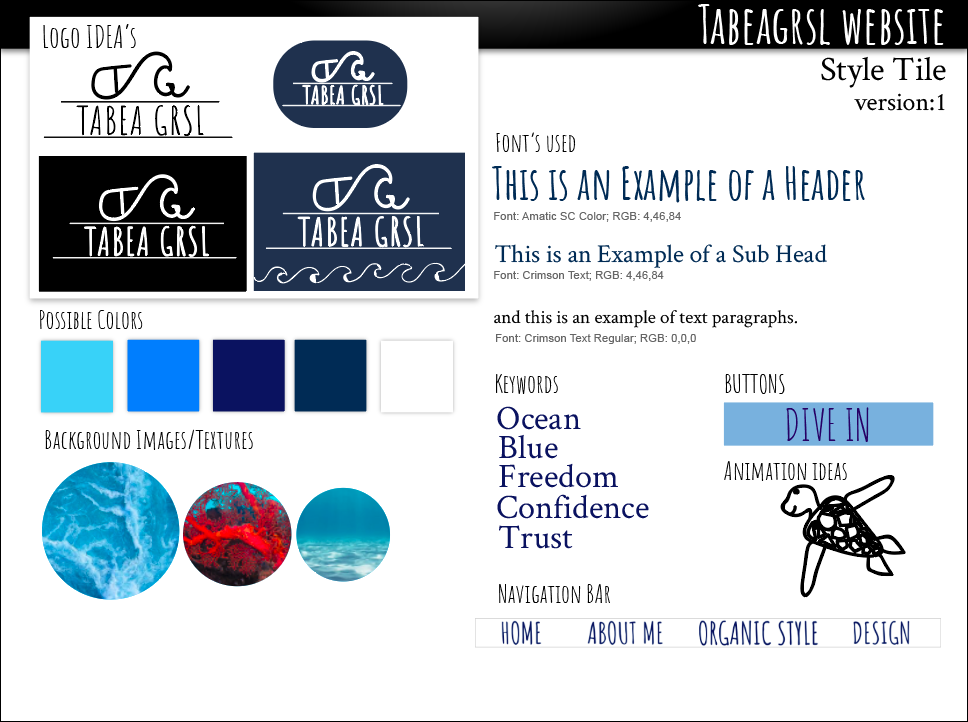 TABEAGRSL WEBSITE
Style Tile
version:1
LOGO IDEA'S
TG
TABEA GRSL
TG
TABEA GRSL
TG
TABEA GRSL
TG
TABEA GRSL
POSSIBLE COLORS
BACKGROUND IMAGES/TEXTURES
FONT'S USED
THIS IS AN EXAMPLE OF A HEADER
Font: Amatic SC Color; RGB: 4,46,84
This is an Example of a Sub Head
Font: Crimson Text; RGB: 4,46,84
and this is an example of text paragraphs.
Font: Crimson Text Regular; RGB: 0,0,0
KEYWORDS
Ocean
Blue
Freedom
Confidence
Trust
BUTTONS
DIVE IN
ANIMATION IDEAS
NAVIGATION BAR
HOME ABOUT ME ORGANIC STYLE DESIGN